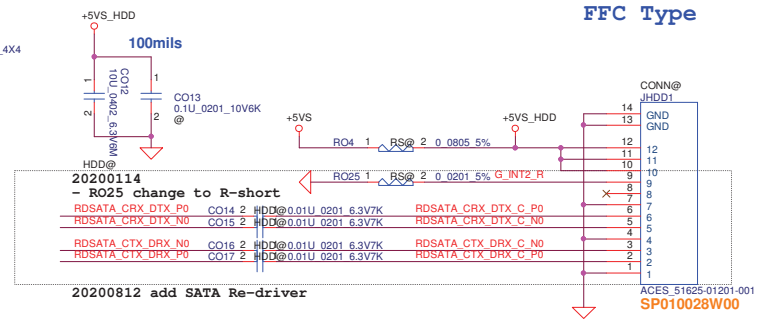 FFC Type
+5VS_HDD
_4X4
100mils
CONN@
JHDD1
1
1
CO12
10U_0402_6.3V6M
CO13
0.1U_0201_10V6K
@
2
2
HDD@
+5VS
+5VS_HDD
14
GND
13
GND
RO4 1 RS@ 2 0_0805_5%
12 12
11 11
10 10
RO25 1 RS@ 2 0_0201_5% G_INT2_R
9 9
8 8
7 7
20200114
- RO25 change to R-short
RDSATA_CRX_DTX_P0 CO14 2 HDD@ 1 0.01U_0201_6.3V7K RDSATA_CRX_DTX_C_P0 6 6
RDSATA_CRX_DTX_N0 CO15 2 HDD@ 1 0.01U_0201_6.3V7K RDSATA_CRX_DTX_C_N0 5 5
4 4
RDSATA_CTX_DRX_N0 CO16 2 HDD@ 1 0.01U_0201_6.3V7K RDSATA_CTX_DRX_C_N0 3 3
RDSATA_CTX_DRX_P0 CO17 2 HDD@ 1 0.01U_0201_6.3V7K RDSATA_CTX_DRX_C_P0 2 2
1 1
20200812 add SATA Re-driver
ACES_51625-01201-001
SP010028W00